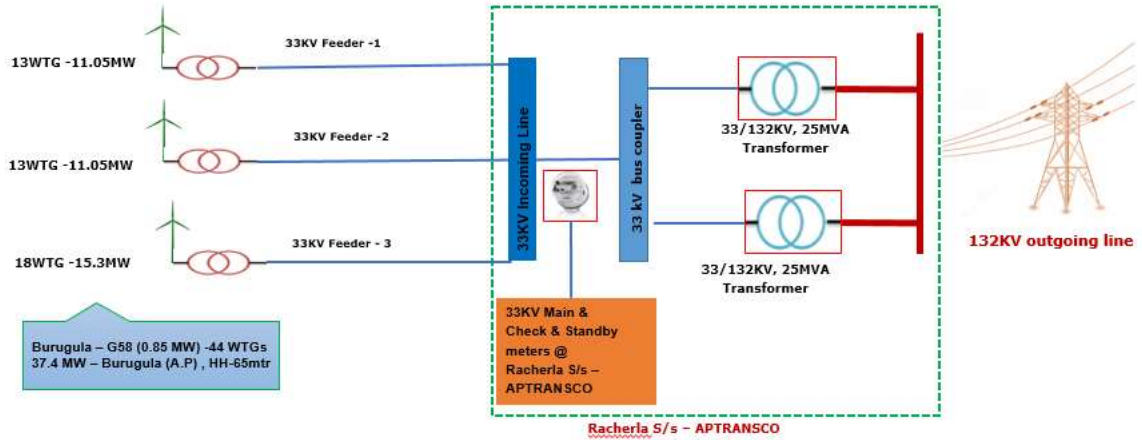 33KV Feeder -1
13WTG -11.05MW
33KV Feeder -2
13WTG -11.05MW
33KV Feeder - 3
18WTG -15.3MW
Burugula – G58 (0.85 MW) -44 WTGs
37.4 MW – Burugula (A.P) , HH-65mtr
33KV Incoming Line
33 kV bus coupler
33KV Main &
Check & Standby
meters @
Racherla S/s –
APTRANSCO
33/132KV, 25MVA
Transformer
33/132KV, 25MVA
Transformer
132KV outgoing line
Racherla S/s – APTRANSCO